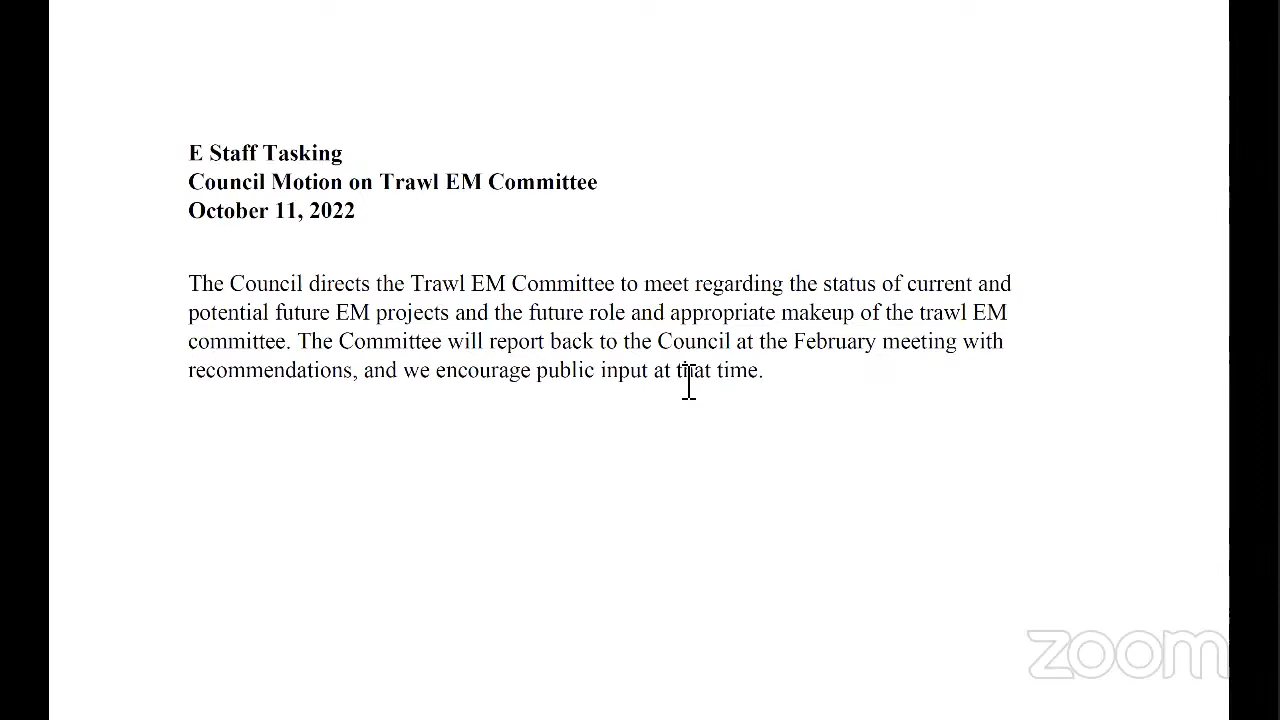 E Staff Tasking
Council Motion on Trawl EM Committee
October 11, 2022
The Council directs the Trawl EM Committee to meet regarding the status of current and
potential future EM projects and the future role and appropriate makeup of the trawl EM
committee. The Committee will report back to the Council at the February meeting with
recommendations, and we encourage public input at that time.
zoom